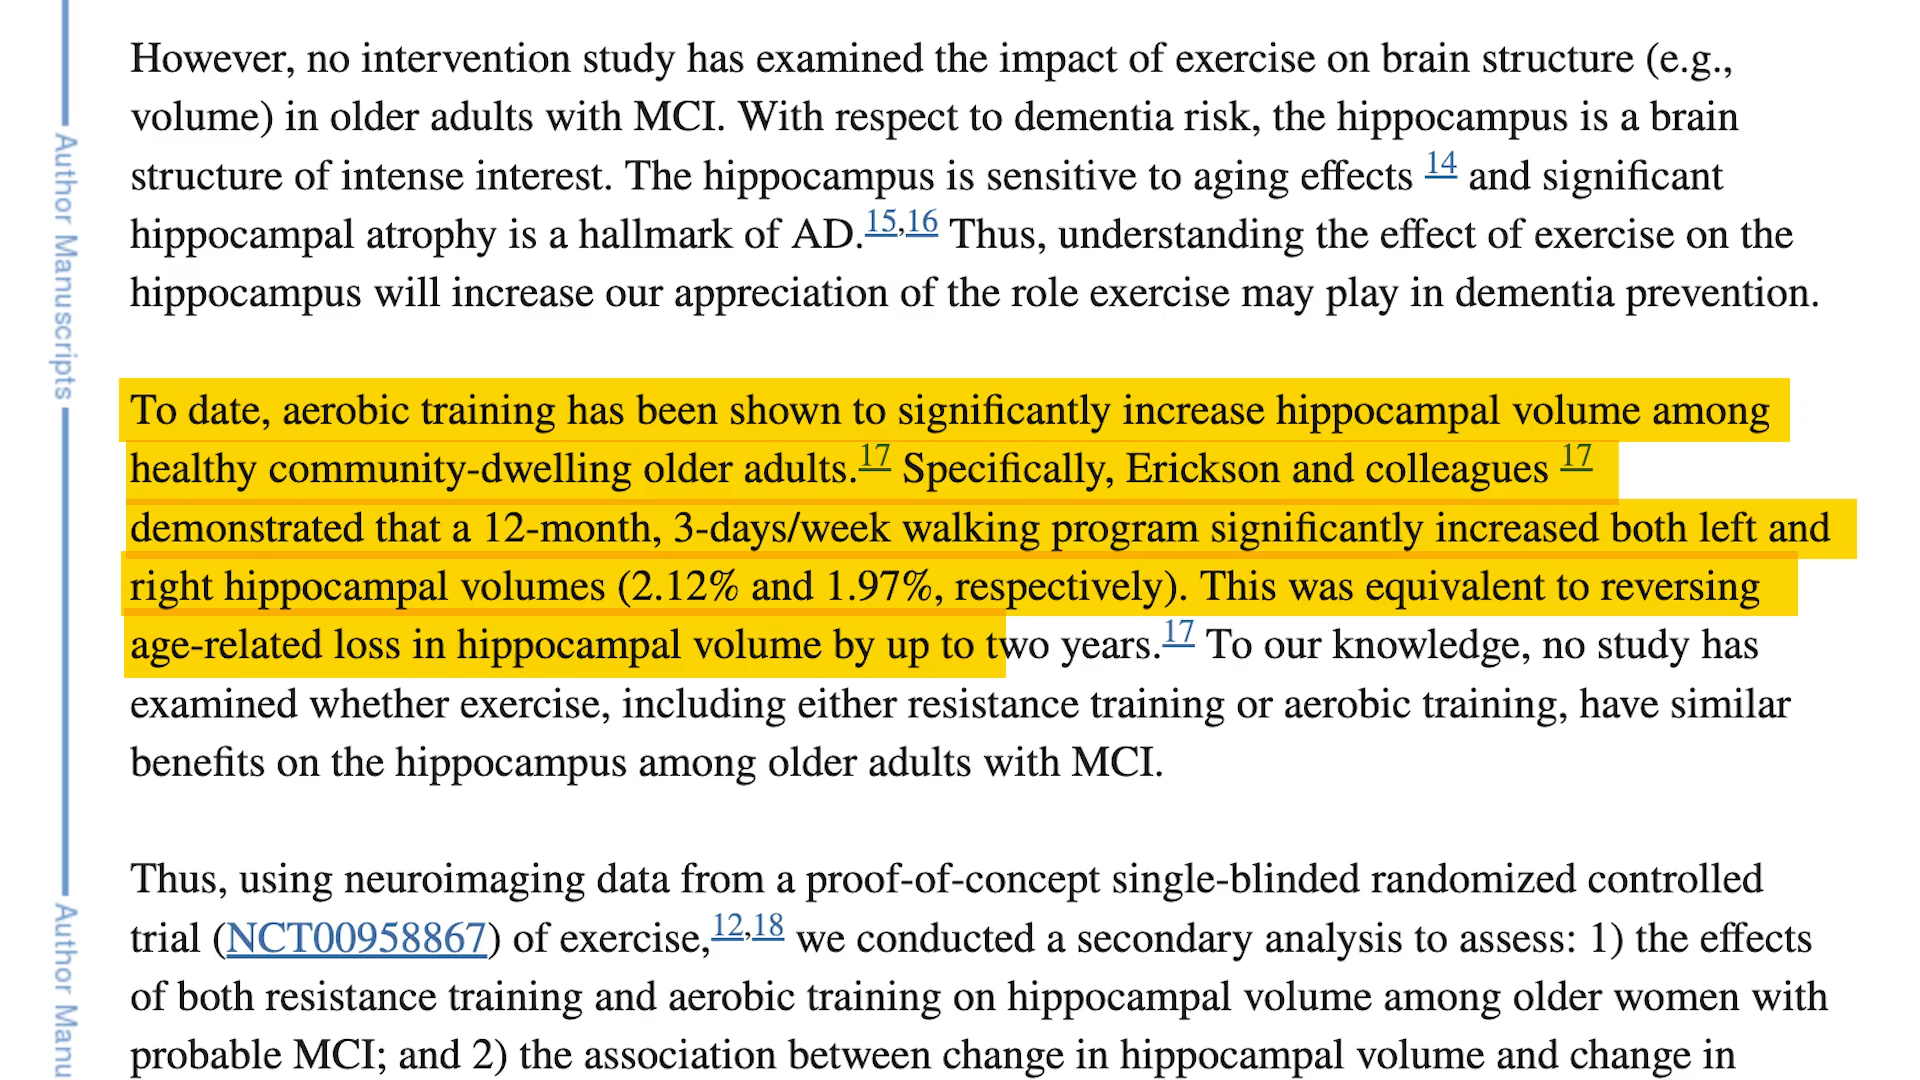 However, no intervention study has examined the impact of exercise on brain structure (e.g.,
volume) in older adults with MCI. With respect to dementia risk, the hippocampus is a brain
structure of intense interest. The hippocampus is sensitive to aging effects 14 and significant
hippocampal atrophy is a hallmark of AD.15,16 Thus, understanding the effect of exercise on the
hippocampus will increase our appreciation of the role exercise may play in dementia prevention.
To date, aerobic training has been shown to significantly increase hippocampal volume among
healthy community-dwelling older adults.17 Specifically, Erickson and colleagues 17
demonstrated that a 12-month, 3-days/week walking program significantly increased both left and
right hippocampal volumes (2.12% and 1.97%, respectively). This was equivalent to reversing
age-related loss in hippocampal volume by up to two years.17 To our knowledge, no study has
examined whether exercise, including either resistance training or aerobic training, have similar
benefits on the hippocampus among older adults with MCI.
Thus, using neuroimaging data from a proof-of-concept single-blinded randomized controlled
trial (NCT00958867) of exercise,12,18 we conducted a secondary analysis to assess: 1) the effects
of both resistance training and aerobic training on hippocampal volume among older women with
probable MCI; and 2) the association between change in hippocampal volume and change in
Author Manuscripts
Author Manu